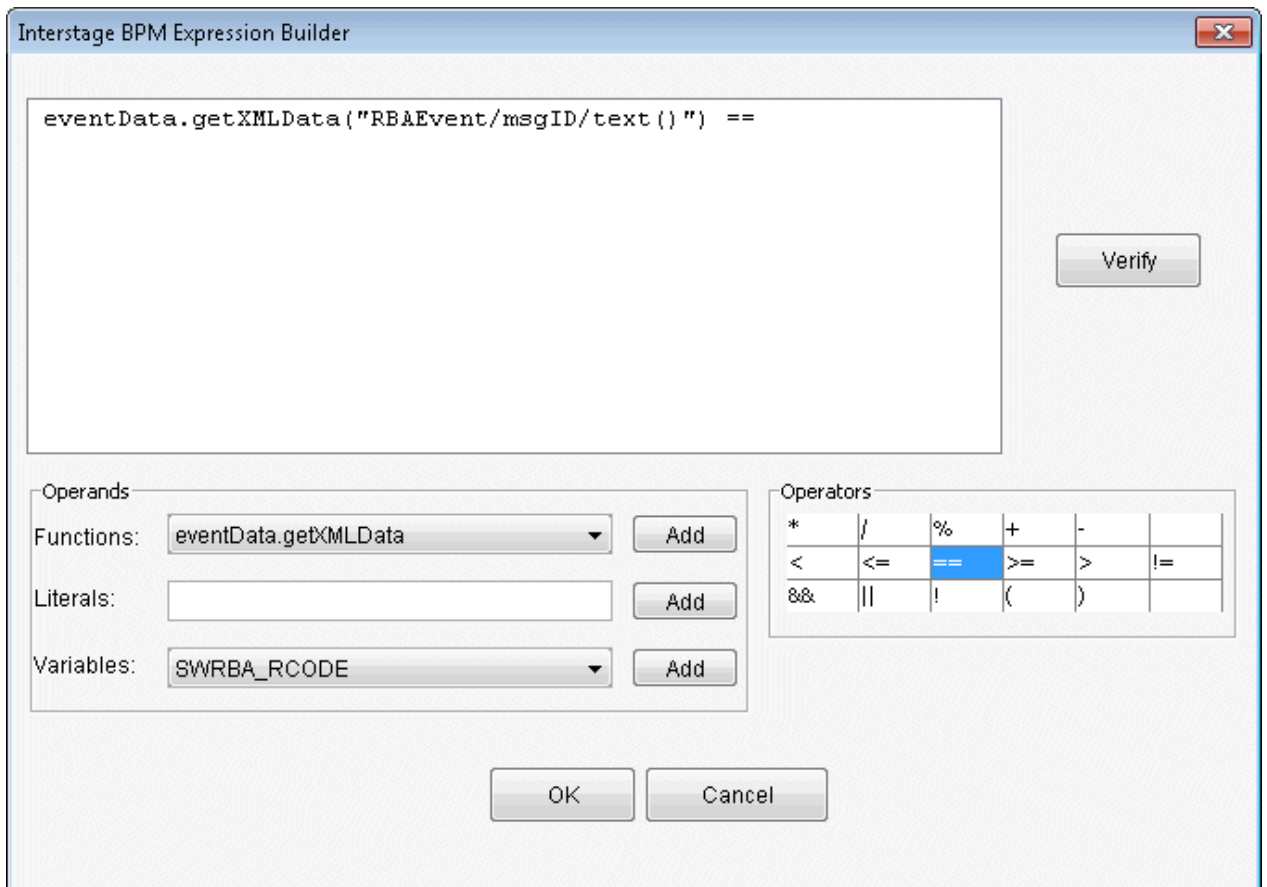 Interstage BPM Expression Builder
eventData.getXMLData("RBAEvent/msgID/text()") ==
Verify
Operands
Functions: eventData.getXMLData Add
Literals: Add
Variables: SWRBA_RCODE Add
Operators
* / % + -
< <= == >= > !=
&& || ! ( )
OK Cancel